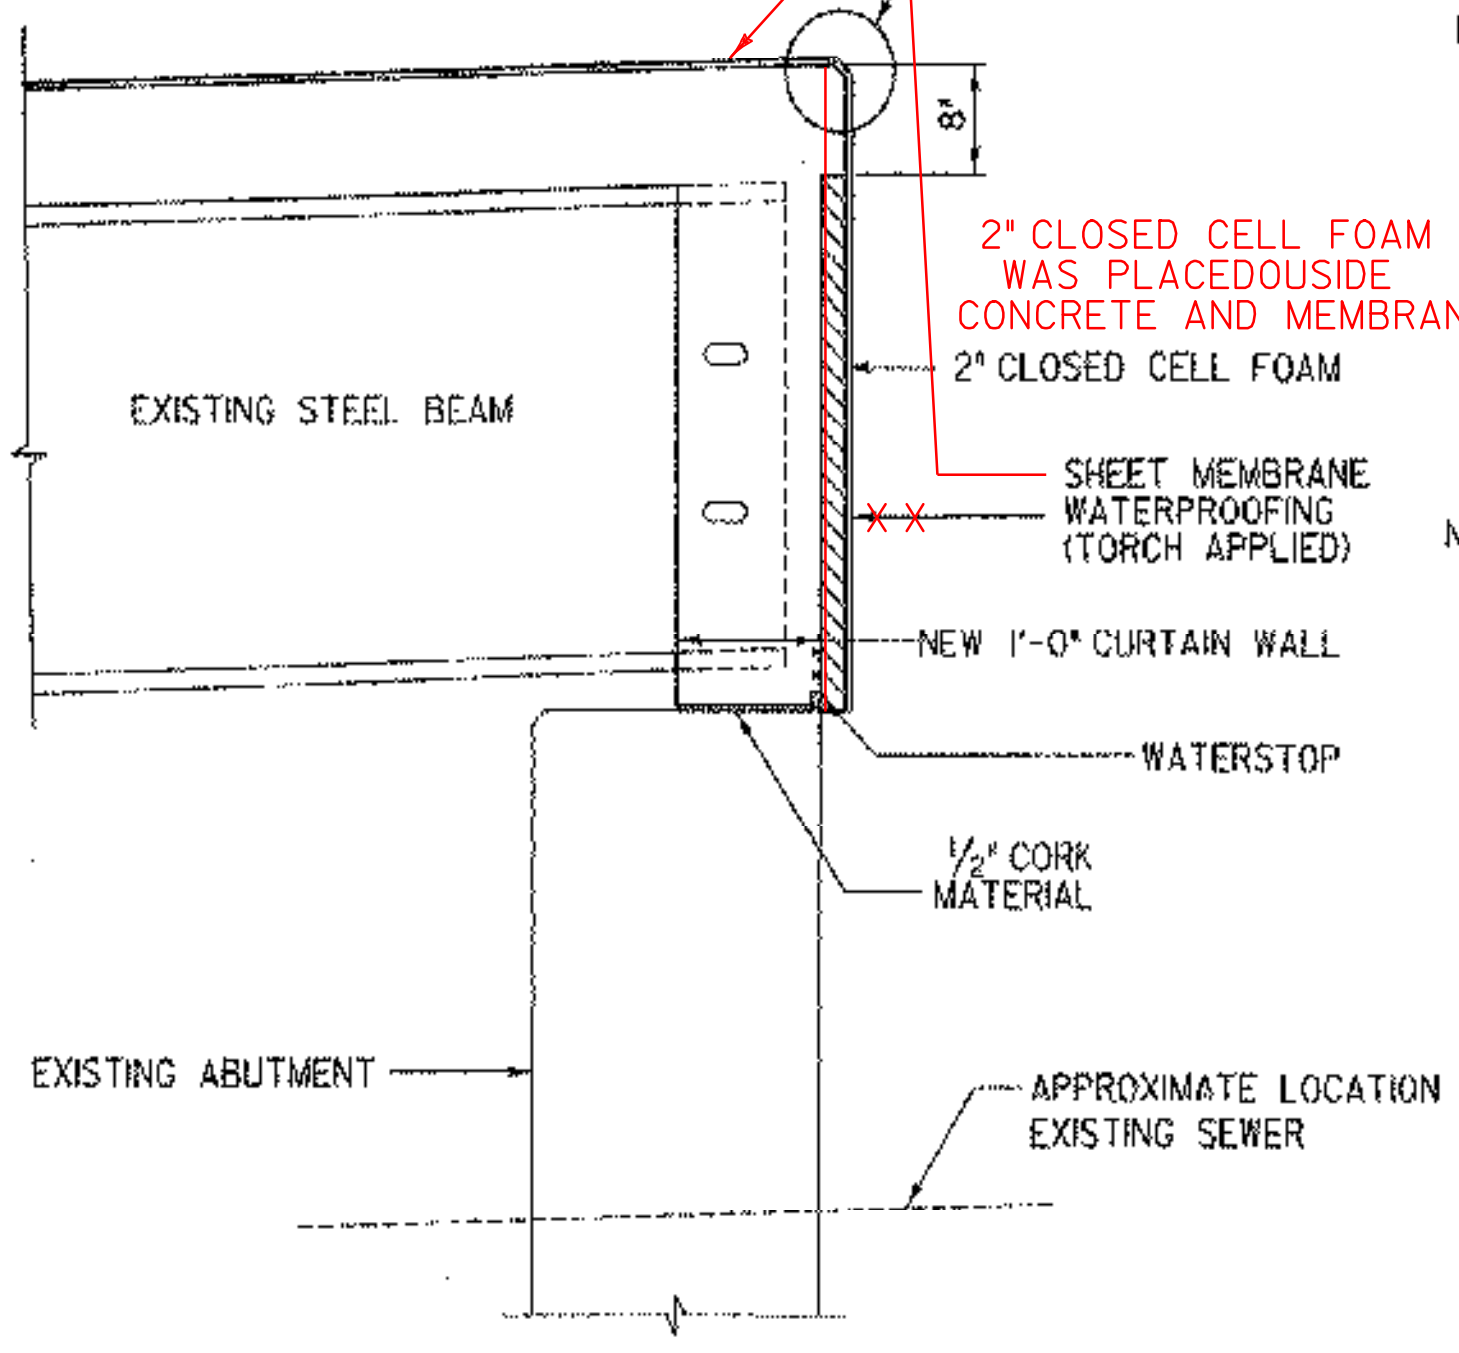 8"
2" CLOSED CELL FOAM
WAS PLACEDOUSIDE
CONCRETE AND MEMBRAN
2" CLOSED CELL FOAM
EXISTING STEEL BEAM
SHEET MEMBRANE
WATERPROOFING
(TORCH APPLIED)
NEW 1'-0" CURTAIN WALL
WATERSTOP
1/2" CORK
MATERIAL
EXISTING ABUTMENT
APPROXIMATE LOCATION
EXISTING SEWER